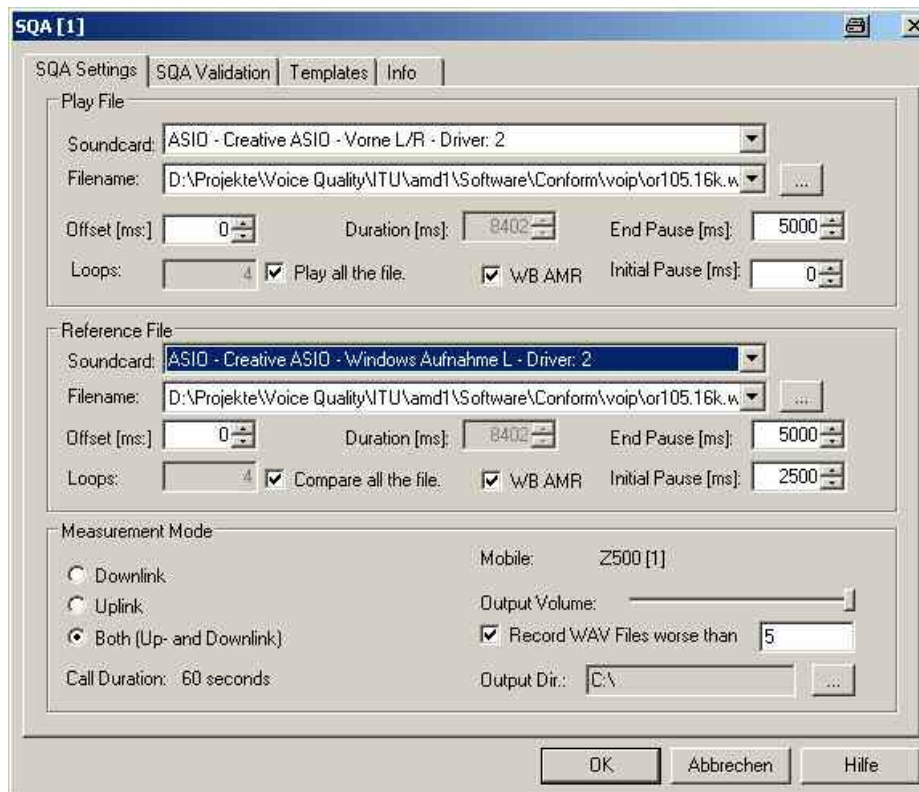 SQA [1]
SQA Settings SQA Validation Templates Info
Play File
Soundcard: ASIO - Creative ASIO - Vorne L/R - Driver: 2
Filename: D:\Projekte\Voice Quality\ITU\amd1\Software\Conform\voip\or105.16k.w ...
Offset [ms:] 0 Duration [ms]: 8402 End Pause [ms]: 5000
Loops: 4 Play all the file. WB AMR Initial Pause [ms]: 0
Reference File
Soundcard: ASIO - Creative ASIO - Windows Aufnahme L - Driver: 2
Filename: D:\Projekte\Voice Quality\ITU\amd1\Software\Conform\voip\or105.16k.w ...
Offset [ms:] 0 Duration [ms]: 8402 End Pause [ms]: 5000
Loops: 4 Compare all the file. WB AMR Initial Pause [ms]: 2500
Measurement Mode
Mobile: Z500 [1]
Downlink
Uplink
Output Volume:
Both (Up- and Downlink)
Record WAV Files worse than 5
Call Duration: 60 seconds
Output Dir.: C:\ ...
OK Abbrechen Hilfe